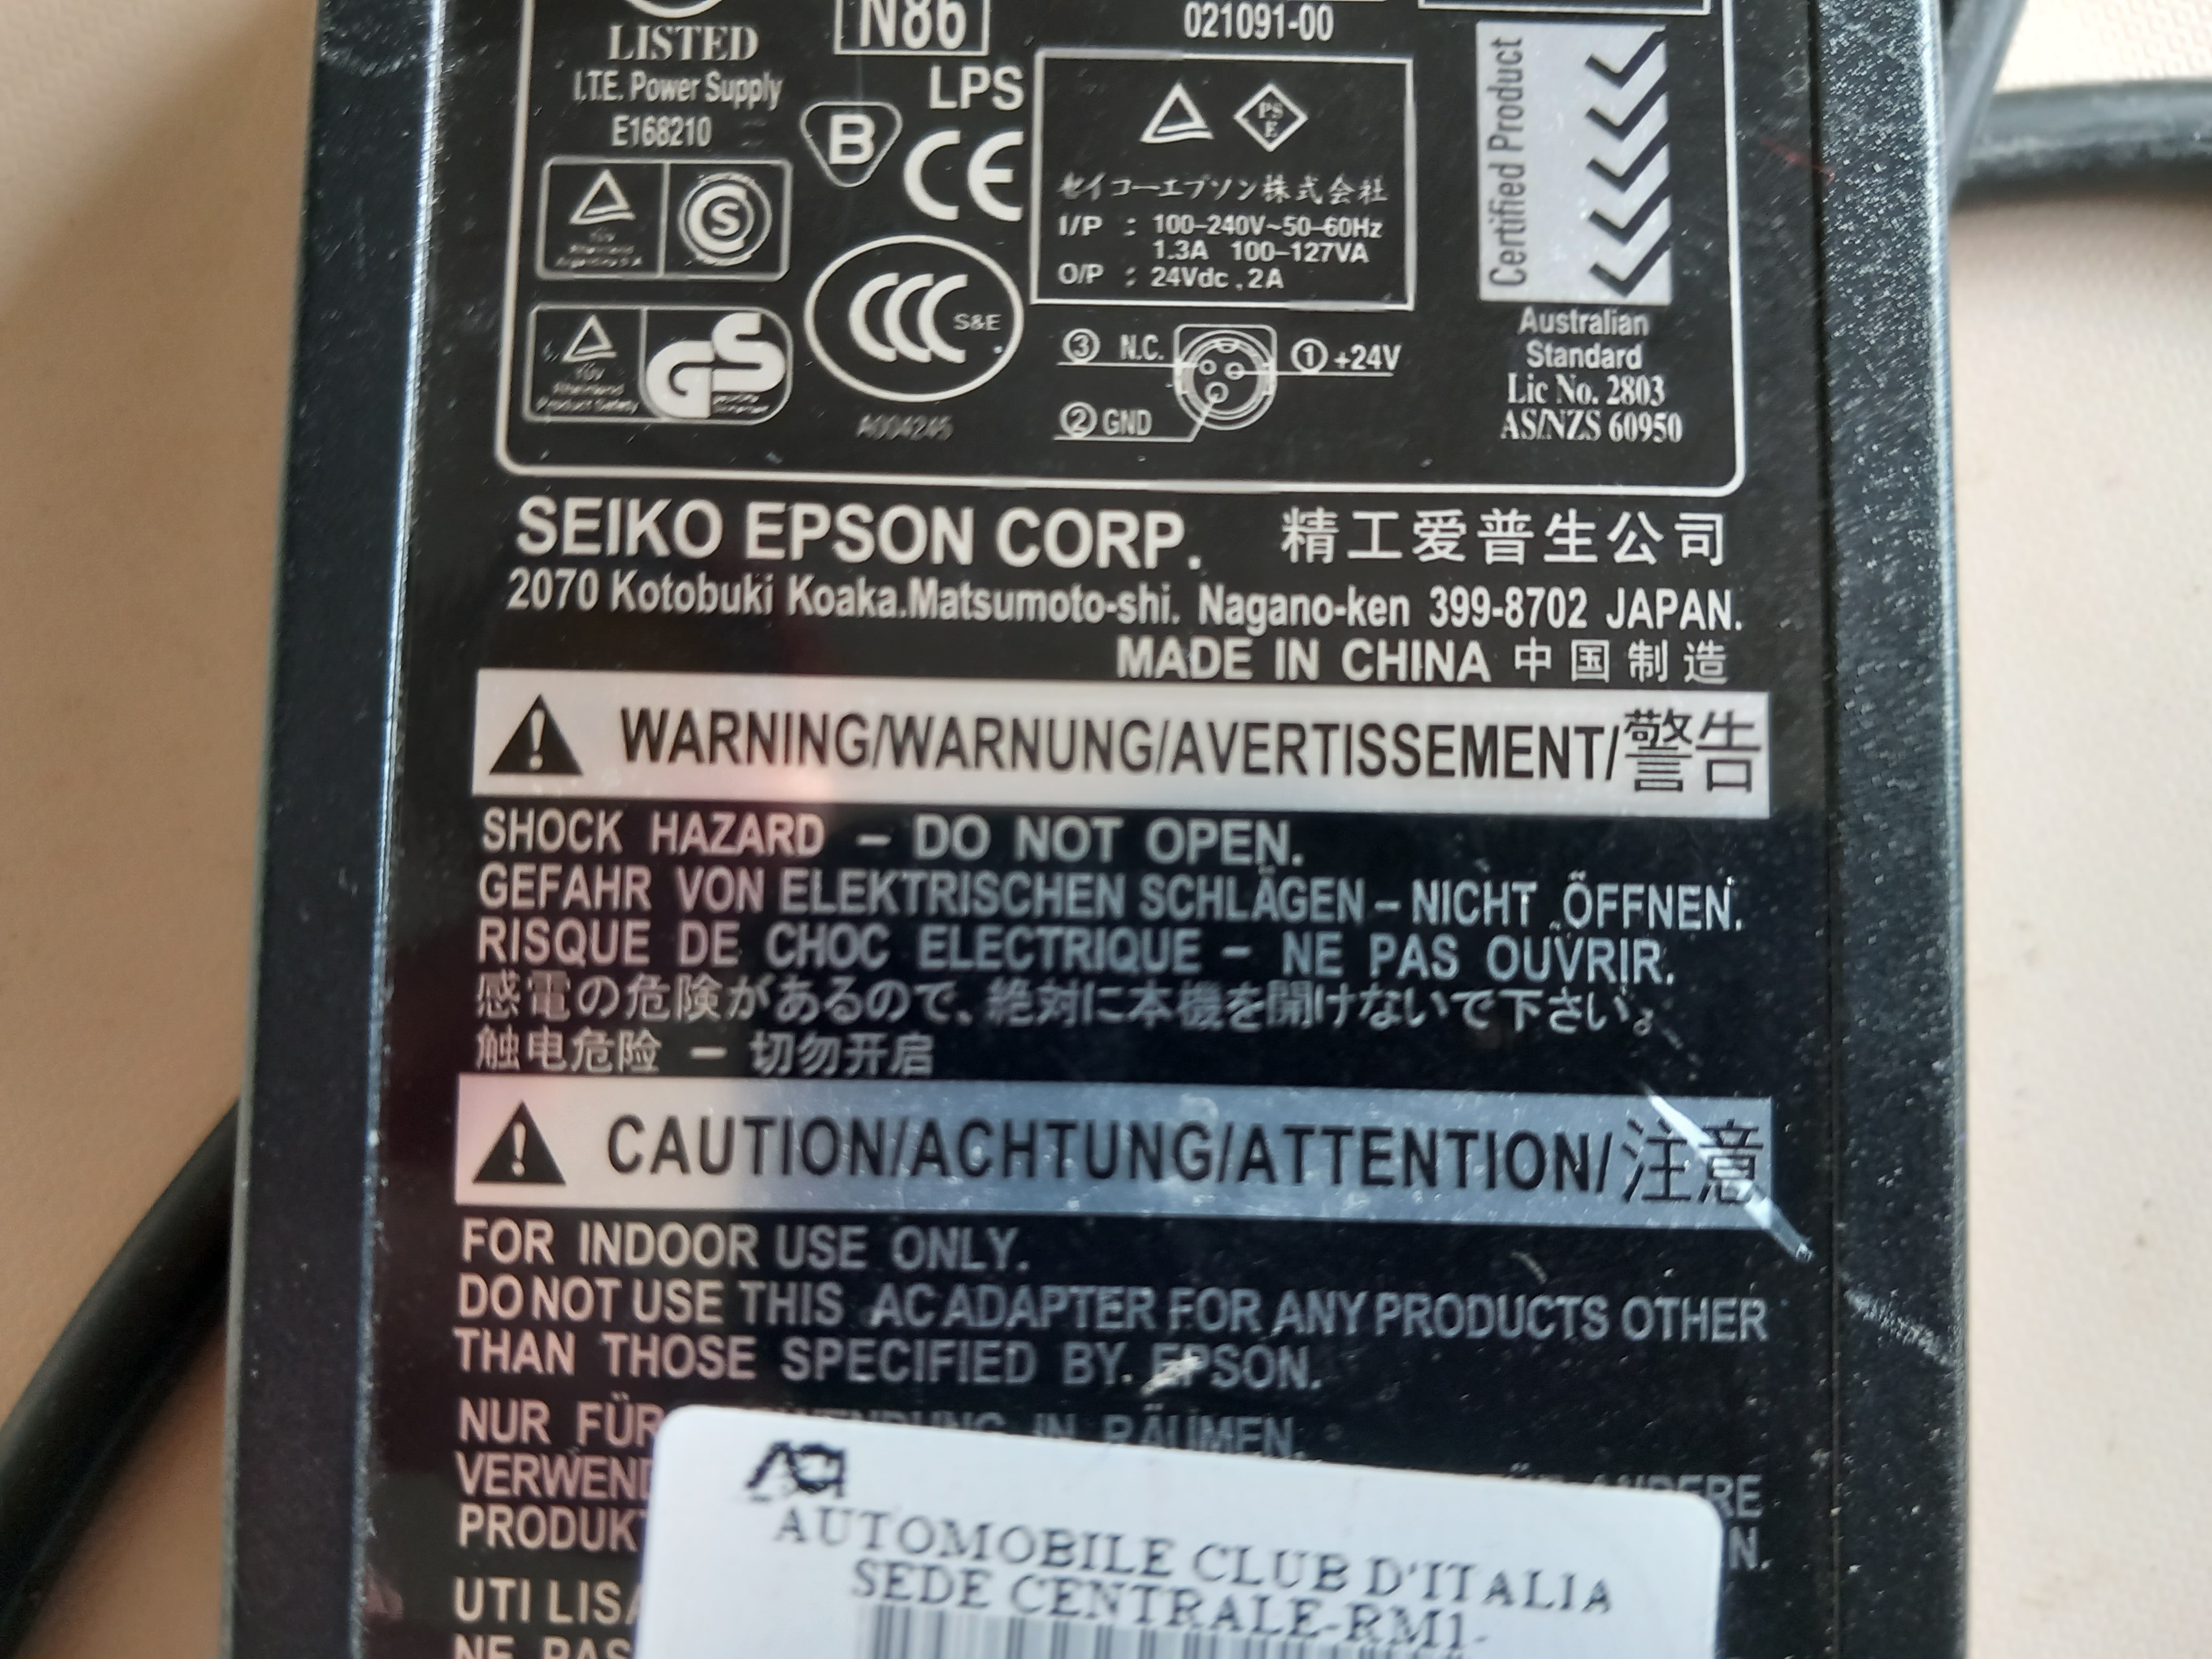 LISTED
I.T.E. Power Supply
E168210
N86
021091-00
LPS
B
CE
PS
E
セイコーエプソン株式会社
I/P : 100-240V~50-60Hz
1.3A 100-127VA
O/P : 24Vdc , 2A
Certified Product
Australian
Standard
Lic No. 2803
AS/NZS 60950
S
TÜV
Rheinland
Product Safety
GS
CCC S&E
A004245
③ N.C.
① +24V
② GND
SEIKO EPSON CORP. 精工爱普生公司
2070 Kotobuki Koaka.Matsumoto-shi. Nagano-ken 399-8702 JAPAN.
MADE IN CHINA 中国制造
WARNING/WARNUNG/AVERTISSEMENT/警告
SHOCK HAZARD – DO NOT OPEN.
GEFAHR VON ELEKTRISCHEN SCHLÄGEN – NICHT ÖFFNEN.
RISQUE DE CHOC ELECTRIQUE – NE PAS OUVRIR.
感電の危険があるので、絶対に本機を開けないで下さい。
触电危险 – 切勿开启
CAUTION/ACHTUNG/ATTENTION/注意
FOR INDOOR USE ONLY.
DO NOT USE THIS AC ADAPTER FOR ANY PRODUCTS OTHER
THAN THOSE SPECIFIED BY. EPSON.
NUR FÜR IN RÄUMEN.
ACI
AUTOMOBILE CLUB D'ITALIA
SEDE CENTRALE-RM1-